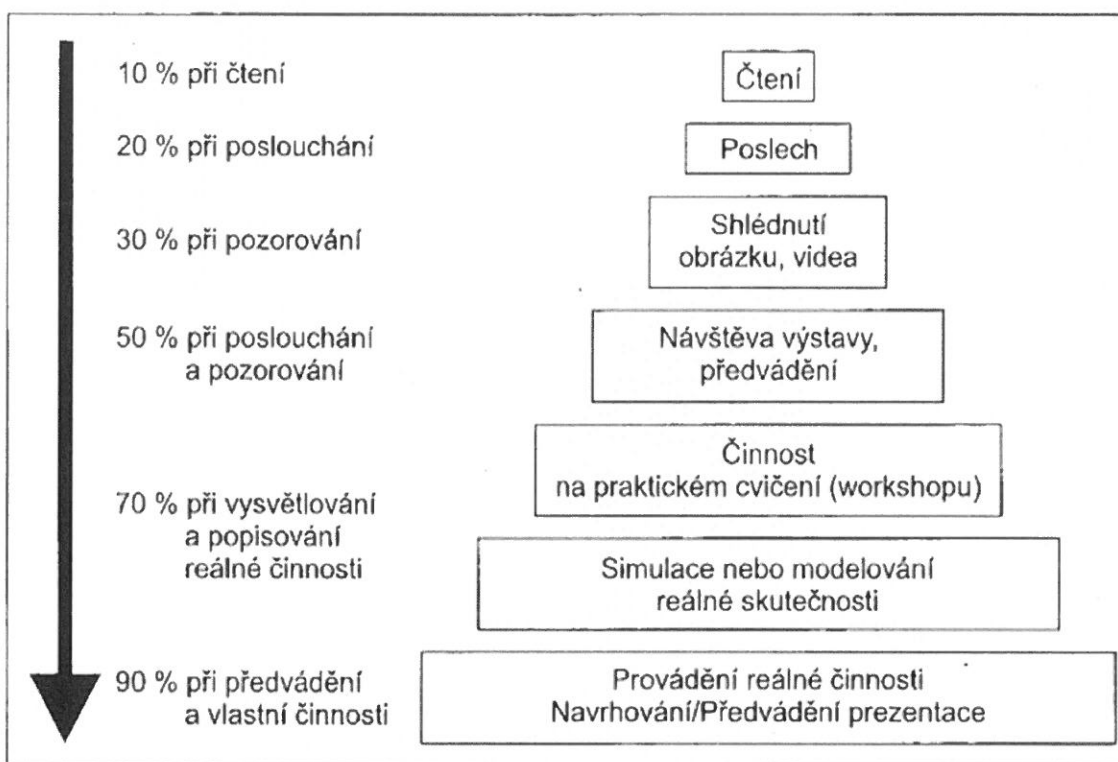 10 % při čtení
Čtení
20 % při poslouchání
Poslech
30 % při pozorování
Shlédnutí
obrázku, videa
50 % při poslouchání
a pozorování
Návštěva výstavy,
předvádění
Činnost
na praktickém cvičení (workshopu)
70 % při vysvětlování
a popisování
reálné činnosti
Simulace nebo modelování
reálné skutečnosti
90 % při předvádění
a vlastní činnosti
Provádění reálné činnosti
Navrhování/Předvádění prezentace